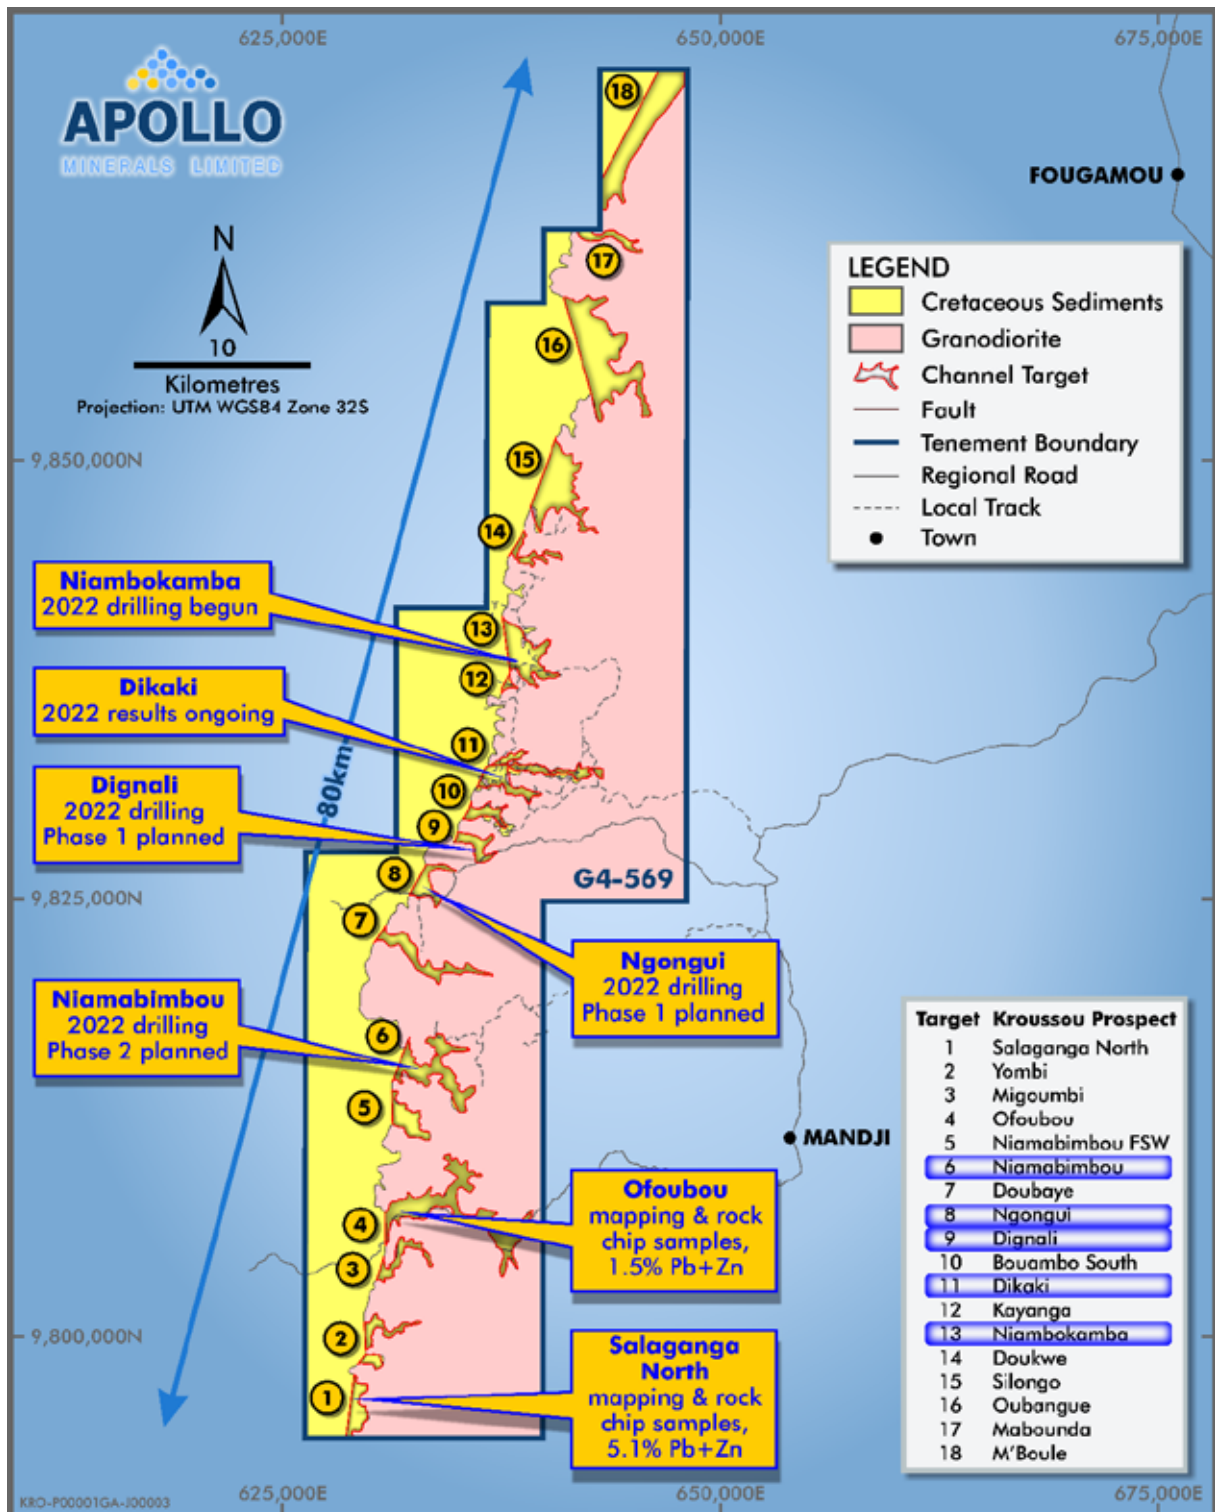 625,000E
650,000E
675,000E
APOLLO
MINERALS LIMITED
18
FOUGAMOU
N
10
Kilometres
Projection: UTM WGS84 Zone 32S
17
LEGEND
Cretaceous Sediments
Granodiorite
Channel Target
Fault
Tenement Boundary
Regional Road
Local Track
Town
16
9,850,000N
15
14
Niambokamba
2022 drilling begun
13
12
Dikaki
2022 results ongoing
11
80km
Dignali
2022 drilling
Phase 1 planned
10
9
8
G4-569
9,825,000N
7
Ngongui
2022 drilling
Phase 1 planned
Niamabimbou
2022 drilling
Phase 2 planned
6
5
MANDJI
Ofoubou
mapping & rock
chip samples,
1.5% Pb+Zn
4
3
9,800,000N
2
Salaganga
North
mapping & rock
chip samples,
5.1% Pb+Zn
1
Target Kroussou Prospect
1 Salaganga North
2 Yombi
3 Migoumbi
4 Ofoubou
5 Niamabimbou FSW
6 Niamabimbou
7 Doubaye
8 Ngongui
9 Dignali
10 Bouambo South
11 Dikaki
12 Kayanga
13 Niambokamba
14 Doukwe
15 Silongo
16 Oubangue
17 Mabounda
18 M'Boule
KRO-P00001GA-J00003
625,000E
650,000E
675,000E